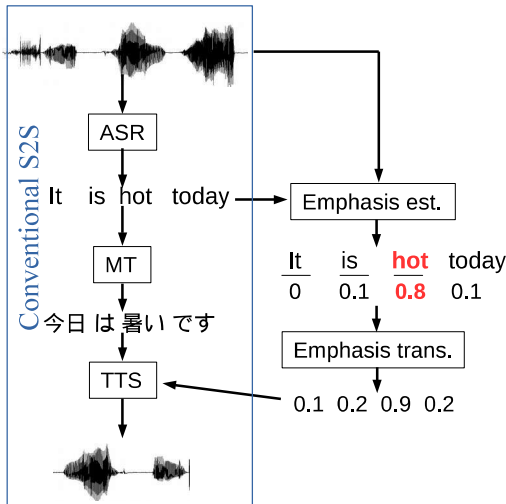 Conventional S2S
ASR
It is hot today
MT
今日 は 暑い です
TTS
Emphasis est.
It is hot today
0 0.1 0.8 0.1
Emphasis trans.
0.1 0.2 0.9 0.2